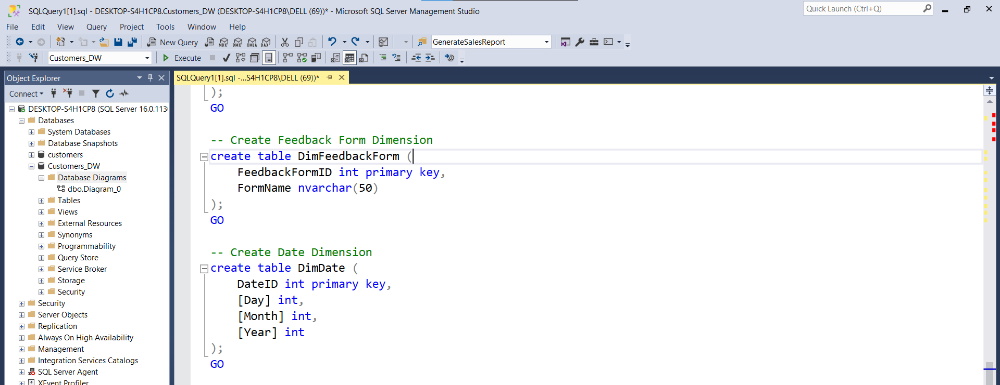 SQLQuery1[1].sql - DESKTOP-S4H1CP8.Customers_DW (DESKTOP-S4H1CP8\DELL (69))* - Microsoft SQL Server Management Studio
Quick Launch (Ctrl+Q)
File Edit View Query Project Tools Window Help
New Query
MDX DMX XMLA DAX
GenerateSalesReport
Customers_DW
Execute
Object Explorer
SQLQuery1[1].sql -...S4H1CP8\DELL (69))*
Connect
DESKTOP-S4H1CP8 (SQL Server 16.0.113
Databases
System Databases
Database Snapshots
customers
Customers_DW
Database Diagrams
dbo.Diagram_0
Tables
Views
External Resources
Synonyms
Programmability
Query Store
Service Broker
Storage
Security
Security
Server Objects
Replication
Always On High Availability
Management
Integration Services Catalogs
SQL Server Agent
XEvent Profiler
);
GO
-- Create Feedback Form Dimension
create table DimFeedbackForm (
FeedbackFormID int primary key,
FormName nvarchar(50)
);
GO
-- Create Date Dimension
create table DimDate (
DateID int primary key,
[Day] int,
[Month] int,
[Year] int
);
GO